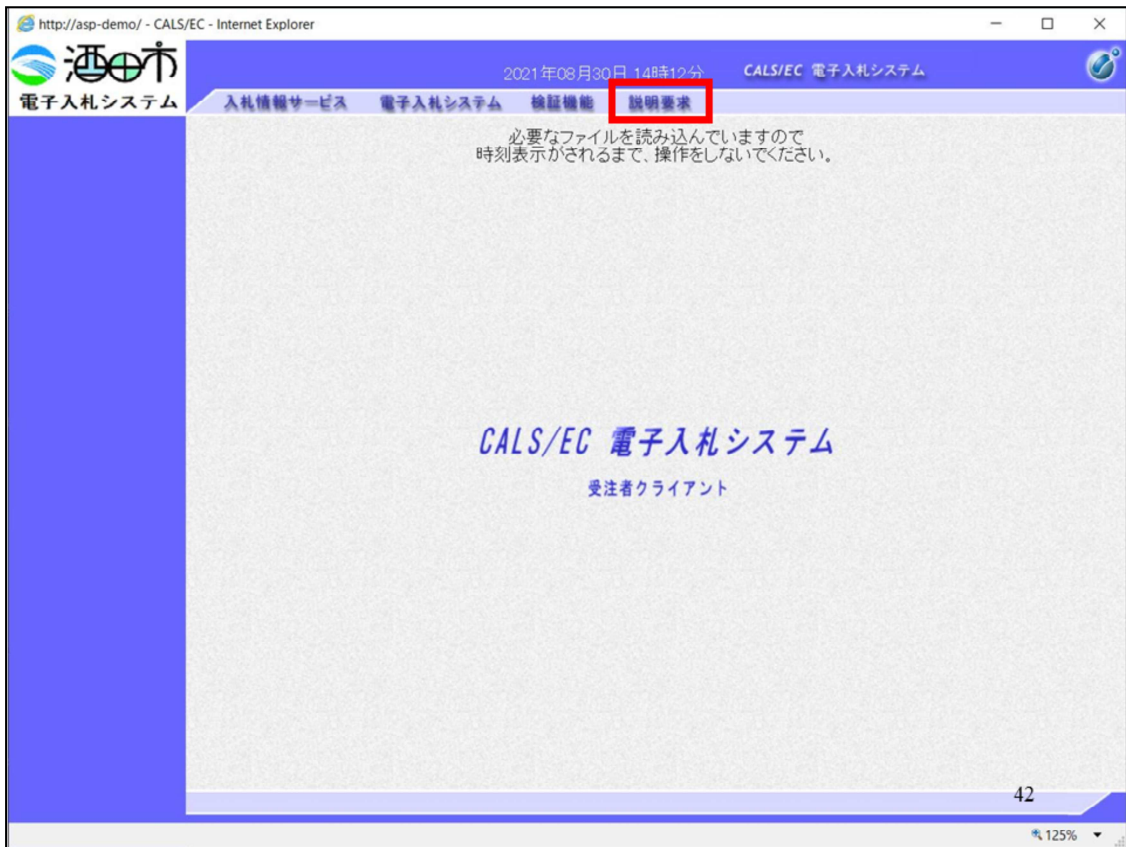 http://asp-demo/ - CALS/EC - Internet Explorer
酒田市
電子入札システム
2021年08月30日 14時12分
CALS/EC 電子入札システム
入札情報サービス 電子入札システム 検証機能 説明要求
必要なファイルを読み込んでいますので
時刻表示がされるまで、操作をしないでください。
CALS/EC 電子入札システム
受注者クライアント
42
125%